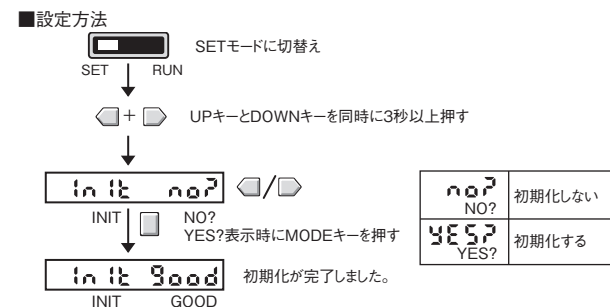 ■設定方法
SETモードに切替え
SET RUN
+ UPキーとDOWNキーを同時に3秒以上押す
Init no? /
INIT NO?
YES?表示時にMODEキーを押す
Init good 初期化が完了しました。
INIT GOOD
no? NO? 初期化しない
YES? YES? 初期化する